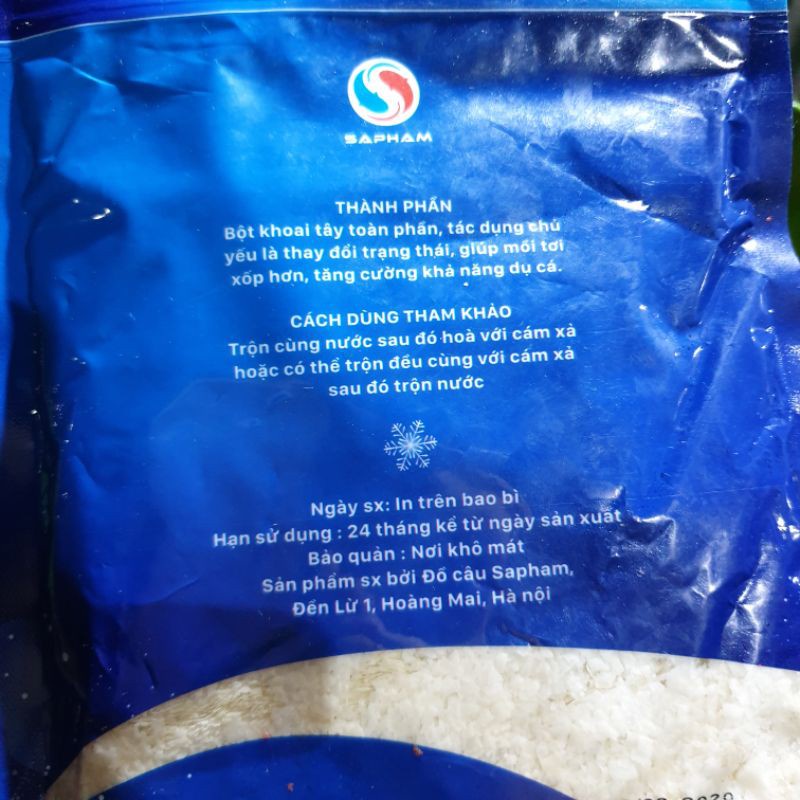 SAPHAM
THÀNH PHẦN
Bột khoai tây toàn phần, tác dụng chủ
yếu là thay đổi trạng thái, giúp mồi tơi
xốp hơn, tăng cường khả năng dụ cá.
CÁCH DÙNG THAM KHẢO
Trộn cùng nước sau đó hoà với cám xả
hoặc có thể trộn đều cùng với cám xả
sau đó trộn nước
Ngày sx: In trên bao bì
Hạn sử dụng : 24 tháng kể từ ngày sản xuất
Bảo quản : Nơi khô mát
Sản phẩm sx bởi Đồ câu Sapham,
Đền Lừ 1, Hoàng Mai, Hà nội